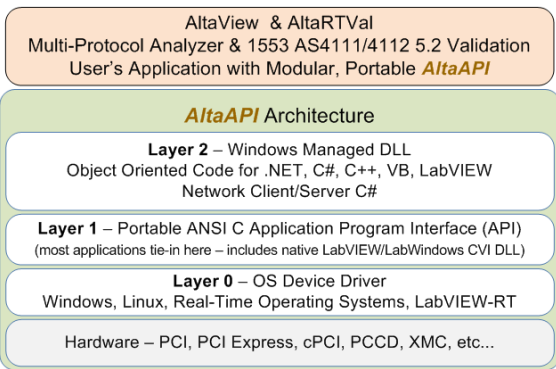 AltaView & AltaRTVal
Multi-Protocol Analyzer & 1553 AS4111/4112 5.2 Validation
User's Application with Modular, Portable AltaAPI
AltaAPI Architecture
Layer 2 – Windows Managed DLL
Object Oriented Code for .NET, C#, C++, VB, LabVIEW
Network Client/Server C#
Layer 1 – Portable ANSI C Application Program Interface (API)
(most applications tie-in here – includes native LabVIEW/LabWindows CVI DLL)
Layer 0 – OS Device Driver
Windows, Linux, Real-Time Operating Systems, LabVIEW-RT
Hardware – PCI, PCI Express, cPCI, PCCD, XMC, etc...